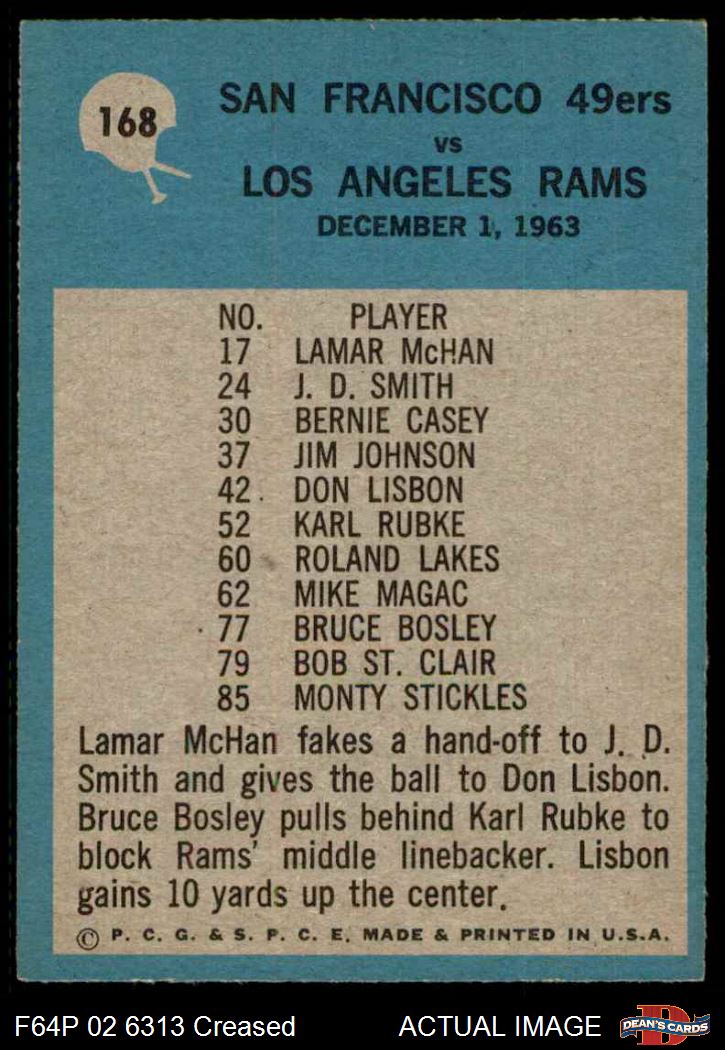 168
SAN FRANCISCO 49ers
vs
LOS ANGELES RAMS
DECEMBER 1, 1963
NO. PLAYER
17 LAMAR McHAN
24 J. D. SMITH
30 BERNIE CASEY
37 JIM JOHNSON
42. DON LISBON
52 KARL RUBKE
60 ROLAND LAKES
62 MIKE MAGAC
77 BRUCE BOSLEY
79 BOB ST. CLAIR
85 MONTY STICKLES
Lamar McHan fakes a hand-off to J. D.
Smith and gives the ball to Don Lisbon.
Bruce Bosley pulls behind Karl Rubke to
block Rams' middle linebacker. Lisbon
gains 10 yards up the center.
© P. C. G. & S. P. C. E. MADE & PRINTED IN U.S.A.
F64P 02 6313 Creased ACTUAL IMAGE
D
DEAN'S CARDS